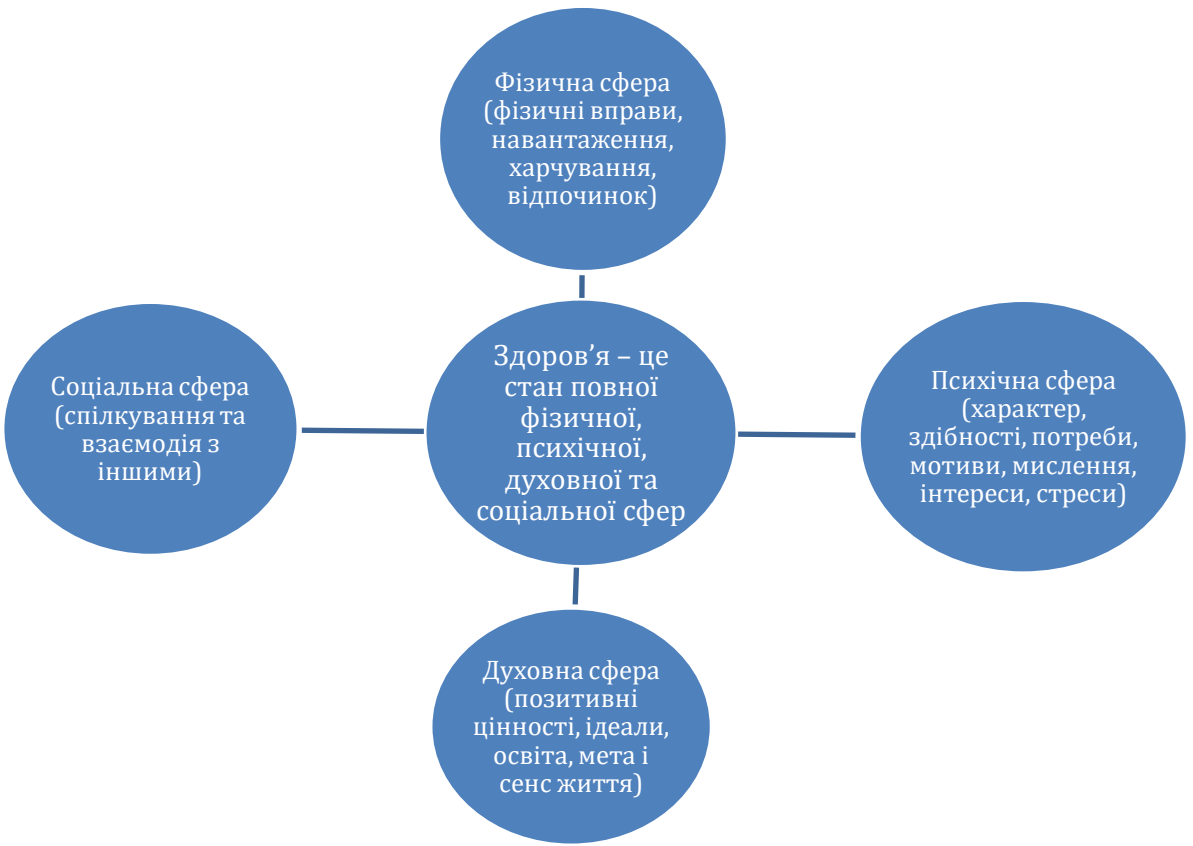 Фізична сфера
(фізичні вправи,
навантаження,
харчування,
відпочинок)
Соціальна сфера
(спілкування та
взаємодія з
іншими)
Здоров’я – це
стан повної
фізичної,
психічної,
духовної та
соціальної сфер
Психічна сфера
(характер,
здібності, потреби,
мотиви, мислення,
інтереси, стреси)
Духовна сфера
(позитивні
цінності, ідеали,
освіта, мета і
сенс життя)